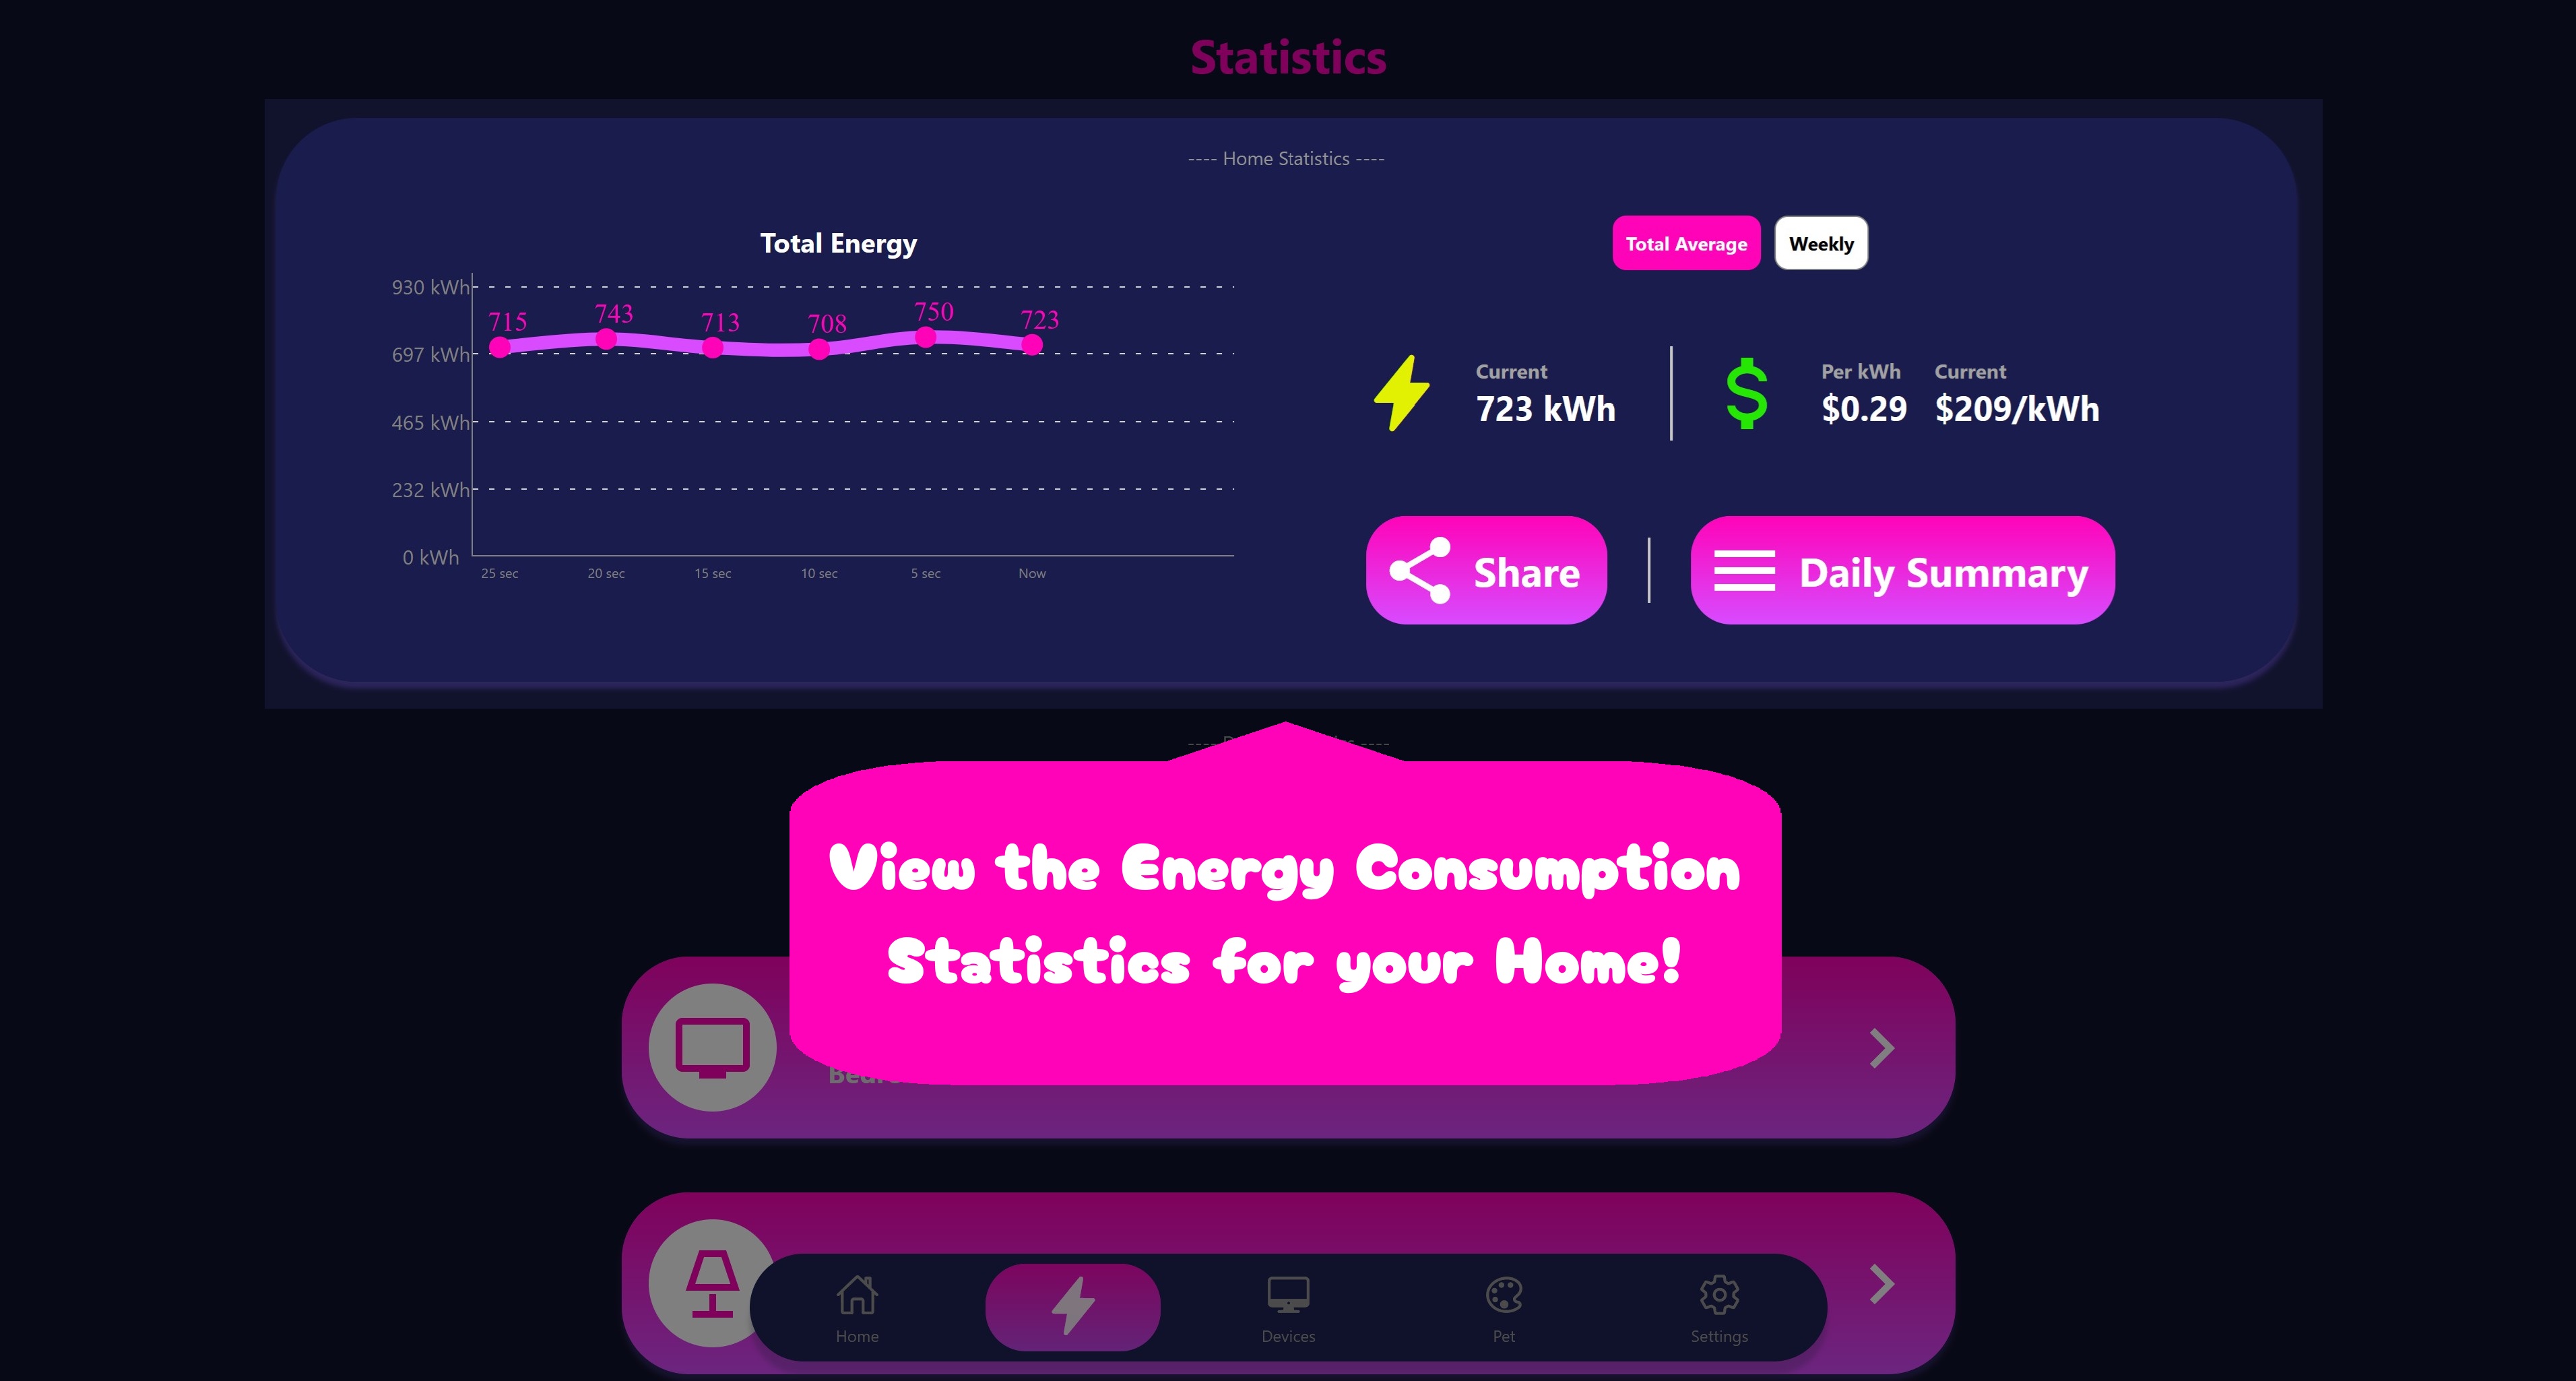 Statistics
---- Home Statistics ----
Total Energy
Total Average
Weekly
930 kWh
697 kWh
465 kWh
232 kWh
0 kWh
715
743
713
708
750
723
25 sec
20 sec
15 sec
10 sec
5 sec
Now
Current
723 kWh
Per kWh
$0.29
Current
$209/kWh
Share
Daily Summary
View the Energy Consumption
Statistics for your Home!
Home
Devices
Pet
Settings